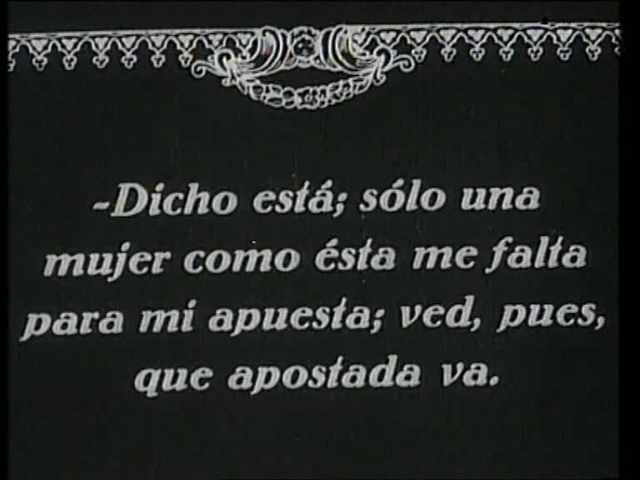 -Dicho está; sólo una
mujer como ésta me falta
para mi apuesta; ved, pues,
que apostada va.